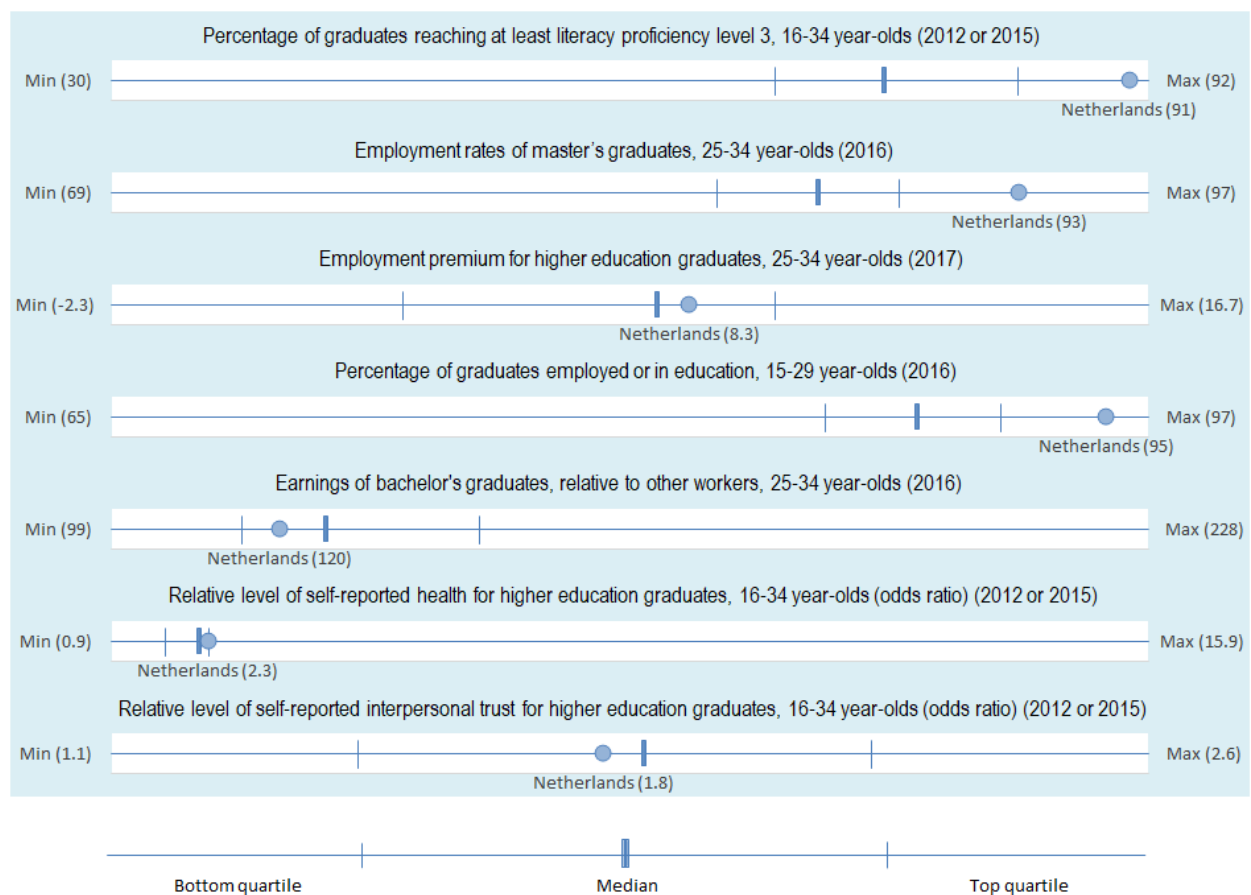 Percentage of graduates reaching at least literacy proficiency level 3, 16-34 year-olds (2012 or 2015)
Min (30)
Max (92)
Netherlands (91)
Employment rates of master´s graduates, 25-34 year-olds (2016)
Min (69)
Max (97)
Netherlands (93)
Employment premium for higher education graduates, 25-34 year-olds (2017)
Min (-2.3)
Max (16.7)
Netherlands (8.3)
Percentage of graduates employed or in education, 15-29 year-olds (2016)
Min (65)
Max (97)
Netherlands (95)
Earnings of bachelor's graduates, relative to other workers, 25-34 year-olds (2016)
Min (99)
Max (228)
Netherlands (120)
Relative level of self-reported health for higher education graduates, 16-34 year-olds (odds ratio) (2012 or 2015)
Min (0.9)
Max (15.9)
Netherlands (2.3)
Relative level of self-reported interpersonal trust for higher education graduates, 16-34 year-olds (odds ratio) (2012 or 2015)
Min (1.1)
Max (2.6)
Netherlands (1.8)
Bottom quartile
Median
Top quartile